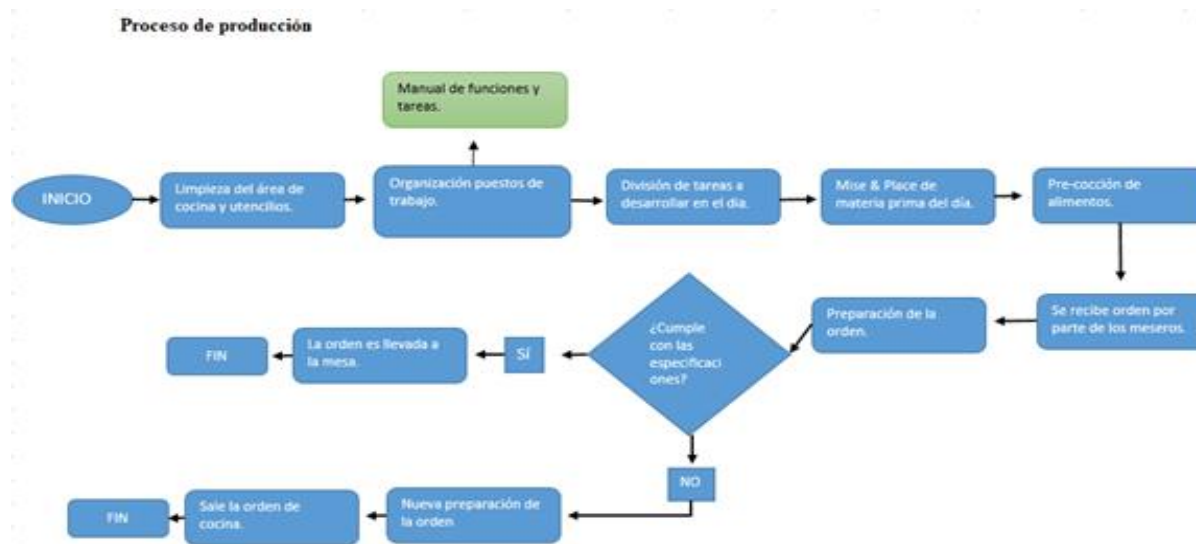 Proceso de producción
Manual de funciones y
tareas.
INICIO
Limpieza del área de
cocina y utencilios.
Organización puestos de
trabajo.
División de tareas a
desarrollar en el día.
Mise & Place de
materia prima del día.
Pre-cocción de
alimentos.
Se recibe orden por
parte de los meseros.
Preparación de la
orden.
¿Cumple
con las
especificaci
ones?
SÍ
La orden es llevada a
la mesa.
FIN
NO
Nueva preparación de
la orden
Sale la orden de
cocina.
FIN